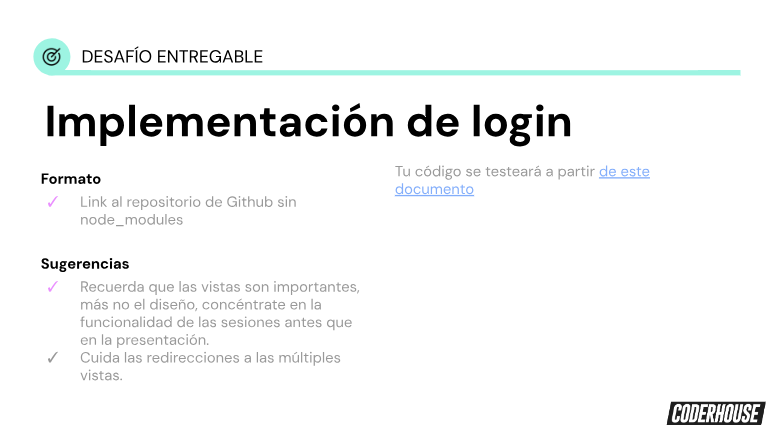 DESAFÍO ENTREGABLE
Implementación de login
Formato
✓ Link al repositorio de Github sin
node_modules
Sugerencias
✓ Recuerda que las vistas son importantes,
más no el diseño, concéntrate en la
funcionalidad de las sesiones antes que
en la presentación.
✓ Cuida las redirecciones a las múltiples
vistas.
Tu código se testeará a partir de este
documento
CODERHOUSE